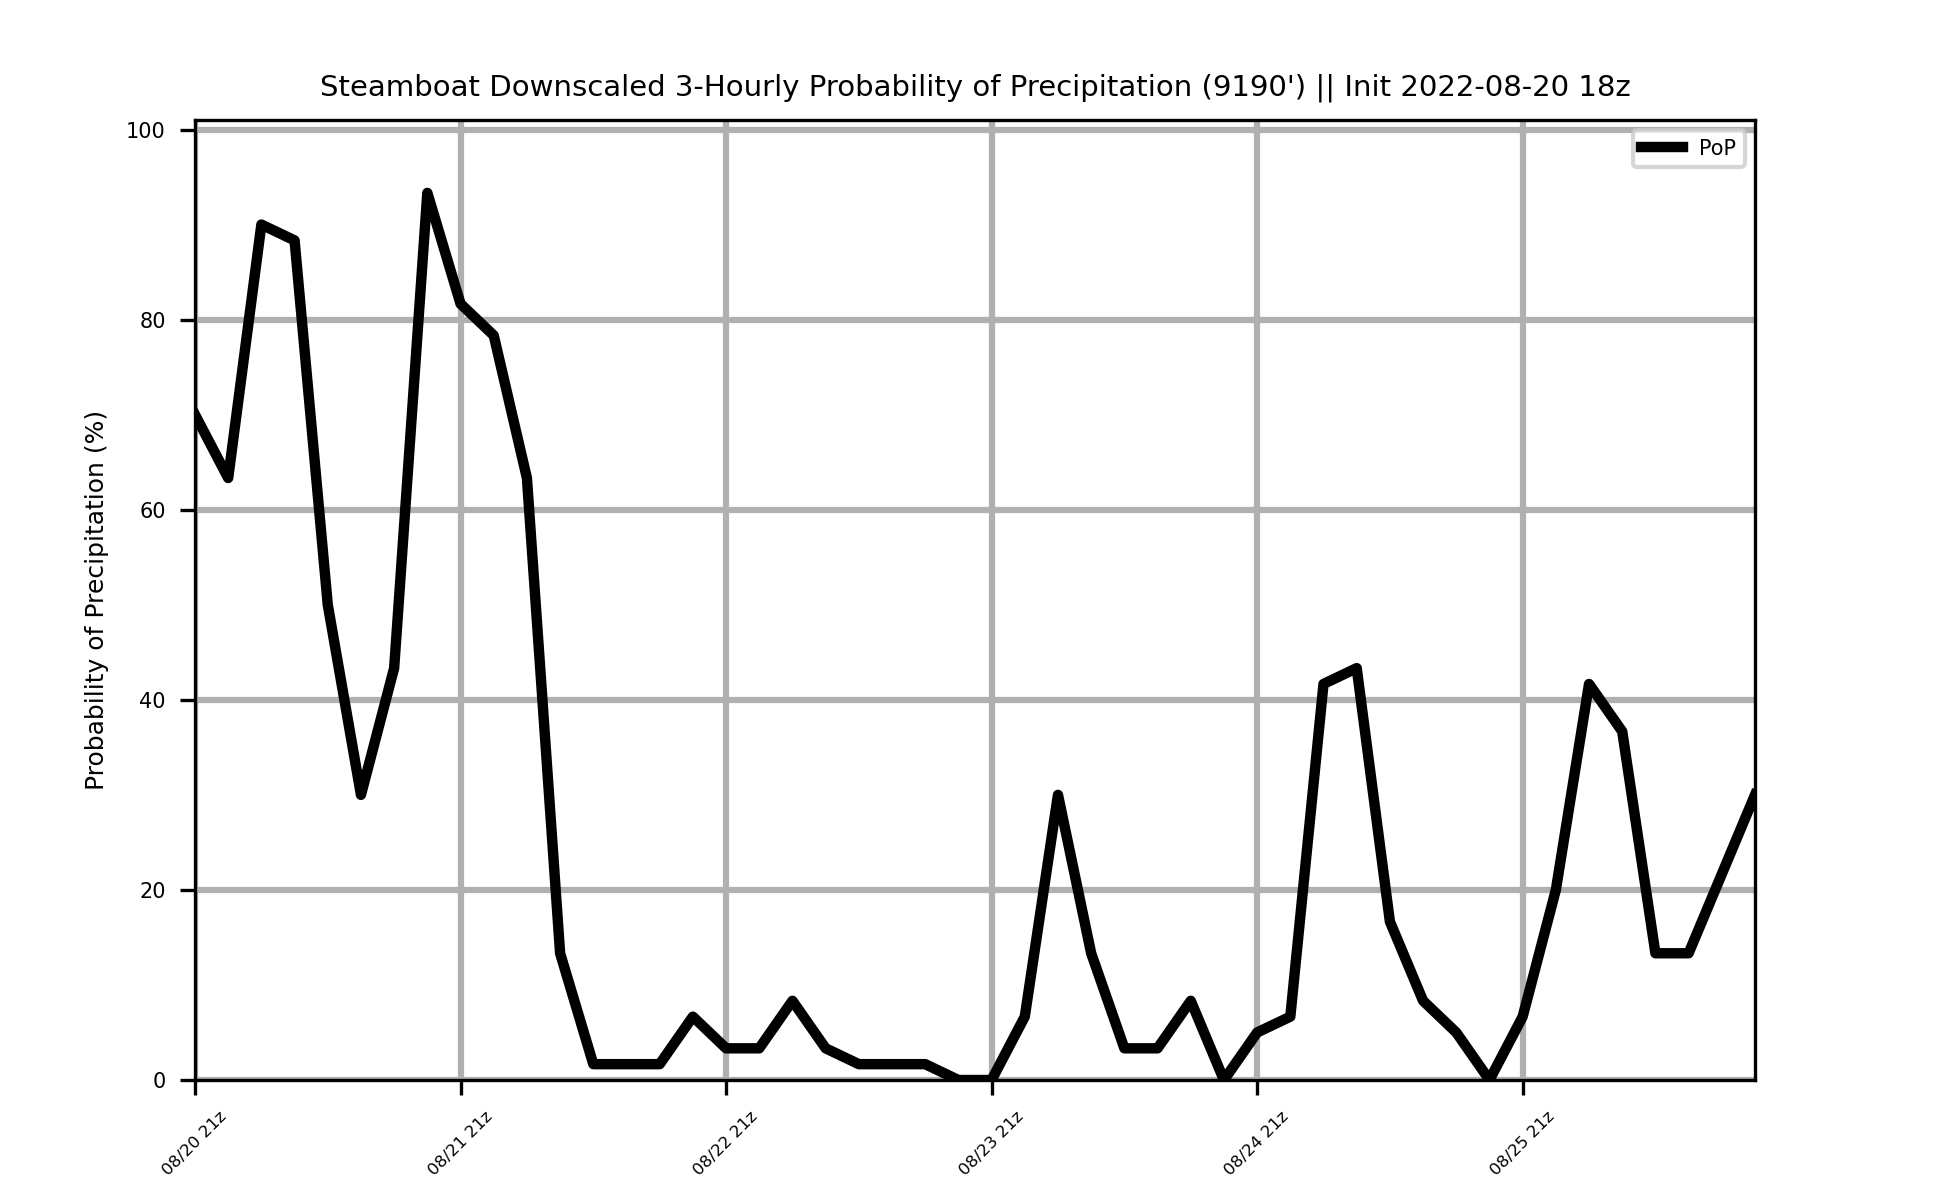 Steamboat Downscaled 3-Hourly Probability of Precipitation (9190') || Init 2022-08-20 18z
PoP
Probability of Precipitation (%)
100
80
60
40
20
0
08/20 21z
08/21 21z
08/22 21z
08/23 21z
08/24 21z
08/25 21z